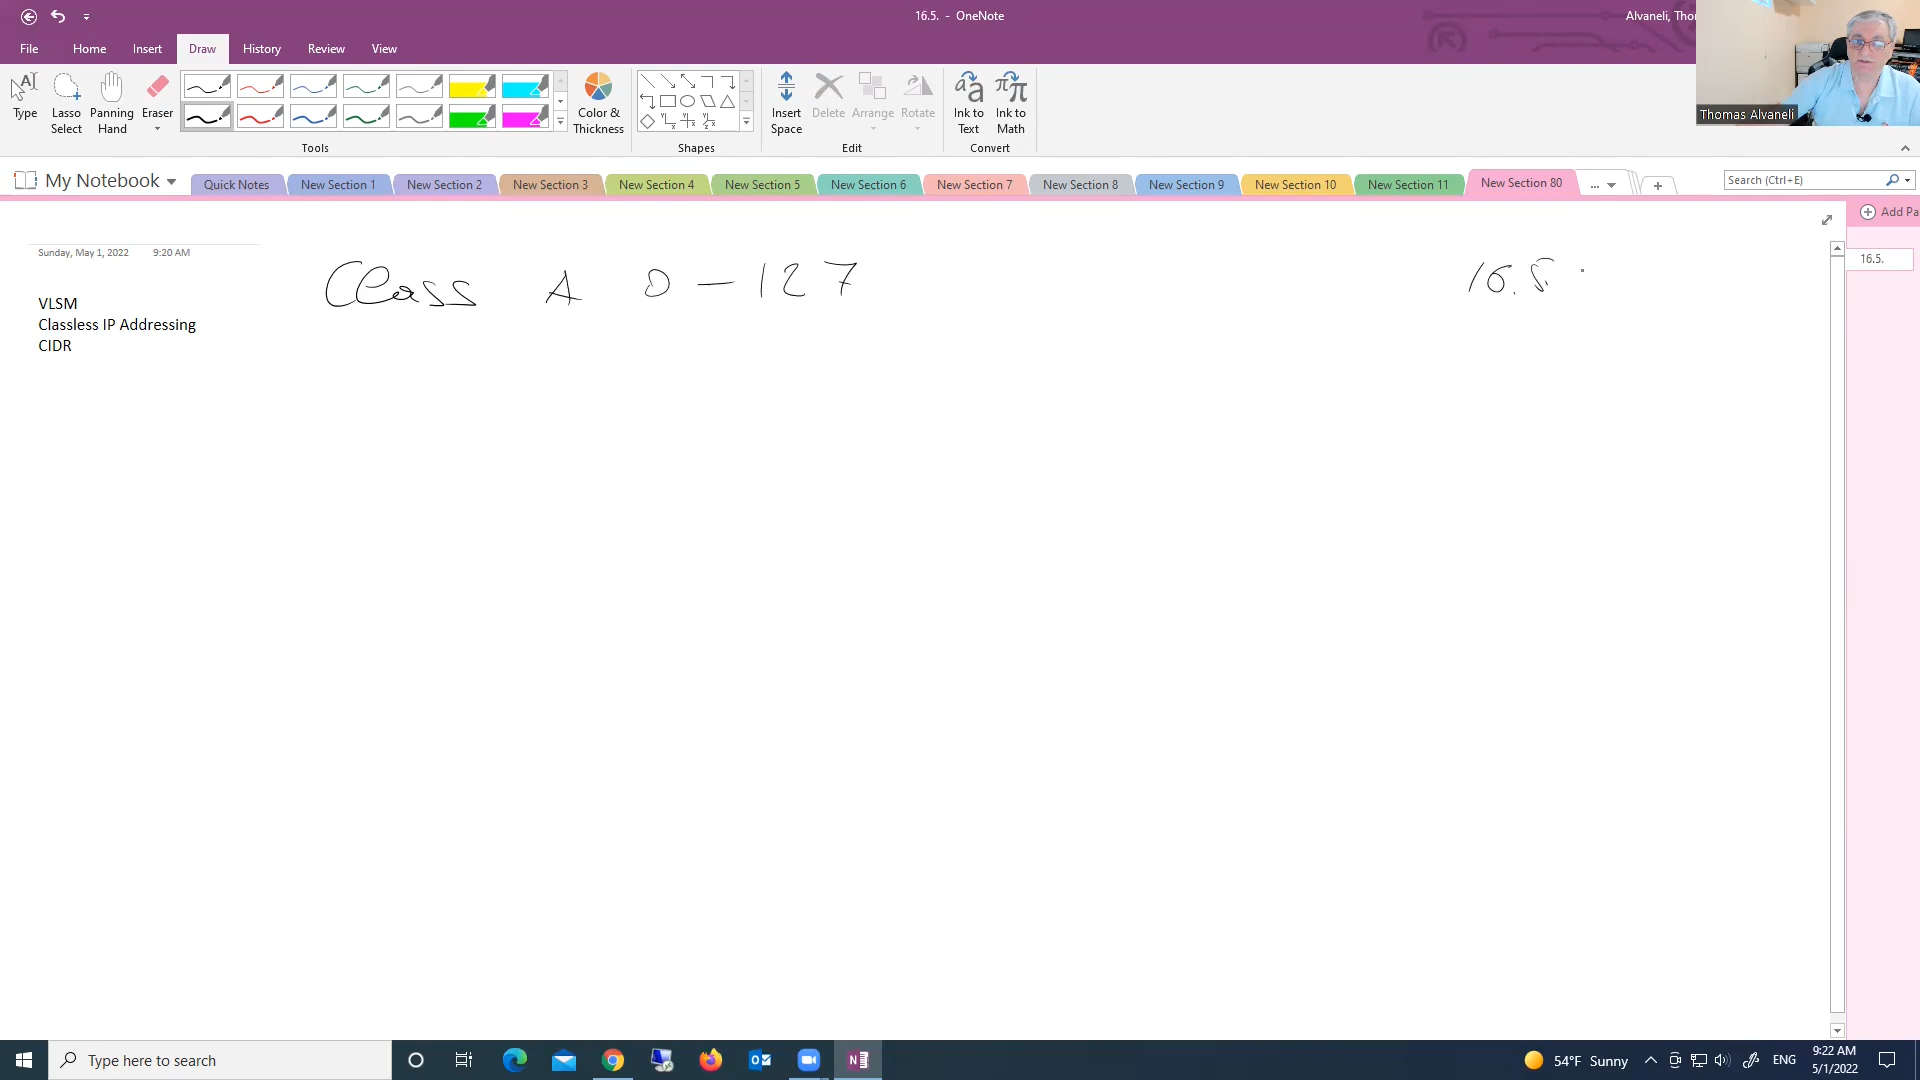 16.5. - OneNote
Alvaneli, Thor
File Home Insert Draw History Review View
Type
Lasso Select
Panning Hand
Eraser
Color & Thickness
Insert Space
Delete
Arrange
Rotate
Ink to Text
Ink to Math
Tools
Shapes
Edit
Convert
Thomas Alvaneli
My Notebook
Quick Notes
New Section 1
New Section 2
New Section 3
New Section 4
New Section 5
New Section 6
New Section 7
New Section 8
New Section 9
New Section 10
New Section 11
New Section 80
...
Search (Ctrl+E)
Add Pa
Sunday, May 1, 2022 9:20 AM
16.5.
Class A 0 - 127
16.5.
VLSM
Classless IP Addressing
CIDR
Type here to search
54°F Sunny
ENG
9:22 AM
5/1/2022